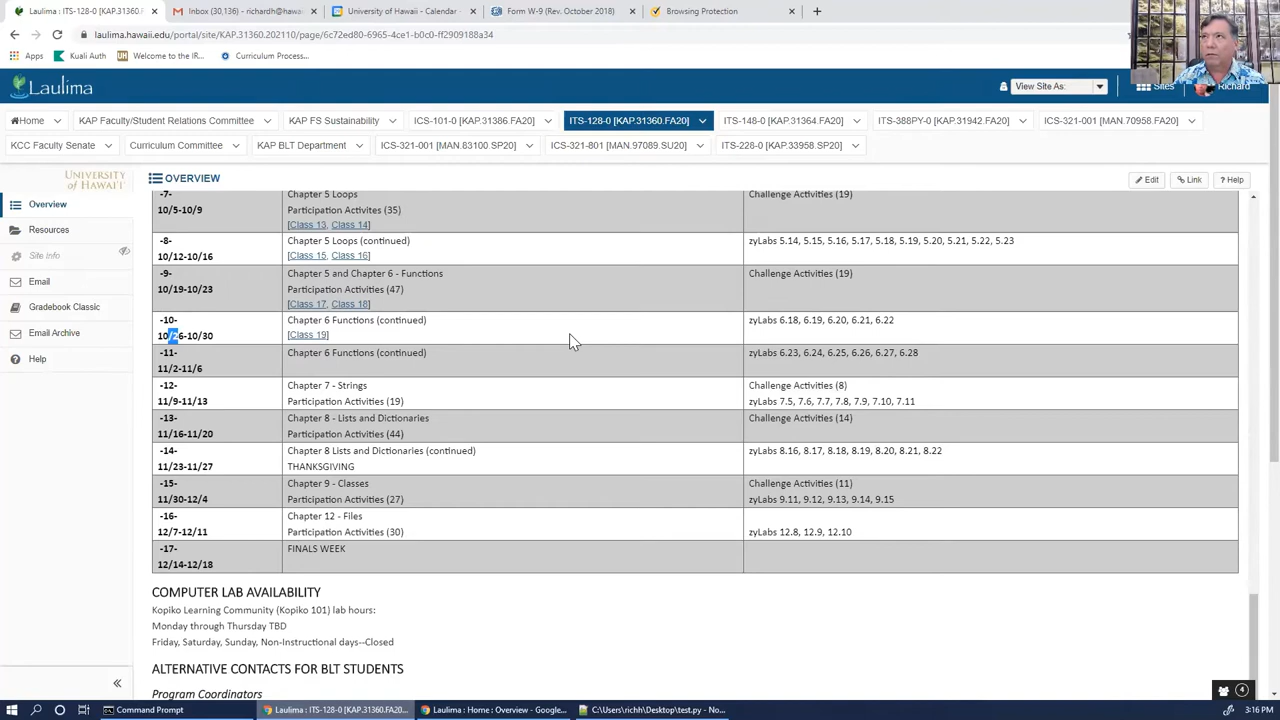 Laulima : ITS-128-0 [KAP.31360.
Inbox (30,136) - richardh@hawa
University of Hawaii - Calendar -
Form W-9 (Rev. October 2018)
Browsing Protection
laulima.hawaii.edu/portal/site/KAP.31360.202110/page/6c72ed80-6965-4ce1-b0c0-ff2909188a34
Apps
Kuali Auth
Welcome to the IR...
Curriculum Process...
Laulima
View Site As:
Sites
Richard
Home
KAP Faculty/Student Relations Committee
KAP FS Sustainability
ICS-101-0 [KAP.31386.FA20]
ITS-128-0 [KAP.31360.FA20]
ITS-148-0 [KAP.31364.FA20]
ITS-388PY-0 [KAP.31942.FA20]
ICS-321-001 [MAN.70958.FA20]
KCC Faculty Senate
Curriculum Committee
KAP BLT Department
ICS-321-001 [MAN.83100.SP20]
ICS-321-801 [MAN.97089.SU20]
ITS-228-0 [KAP.33958.SP20]
UNIVERSITY
of HAWAI'I
OVERVIEW
Edit
Link
Help
Overview
Resources
Site Info
Email
Gradebook Classic
Email Archive
Help
-7-
10/5-10/9
Chapter 5 Loops
Participation Activites (35)
[Class 13, Class 14]
Challenge Activities (19)
-8-
10/12-10/16
Chapter 5 Loops (continued)
[Class 15, Class 16]
zyLabs 5.14, 5.15, 5.16, 5.17, 5.18, 5.19, 5.20, 5.21, 5.22, 5.23
-9-
10/19-10/23
Chapter 5 and Chapter 6 - Functions
Participation Activities (47)
[Class 17, Class 18]
Challenge Activities (19)
-10-
10/26-10/30
Chapter 6 Functions (continued)
[Class 19]
zyLabs 6.18, 6.19, 6.20, 6.21, 6.22
-11-
11/2-11/6
Chapter 6 Functions (continued)
zyLabs 6.23, 6.24, 6.25, 6.26, 6.27, 6.28
-12-
11/9-11/13
Chapter 7 - Strings
Participation Activities (19)
Challenge Activities (8)
zyLabs 7.5, 7.6, 7.7, 7.8, 7.9, 7.10, 7.11
-13-
11/16-11/20
Chapter 8 - Lists and Dictionaries
Participation Activities (44)
Challenge Activities (14)
-14-
11/23-11/27
Chapter 8 Lists and Dictionaries (continued)
THANKSGIVING
zyLabs 8.16, 8.17, 8.18, 8.19, 8.20, 8.21, 8.22
-15-
11/30-12/4
Chapter 9 - Classes
Participation Activities (27)
Challenge Activities (11)
zyLabs 9.11, 9.12, 9.13, 9.14, 9.15
-16-
12/7-12/11
Chapter 12 - Files
Participation Activities (30)
zyLabs 12.8, 12.9, 12.10
-17-
12/14-12/18
FINALS WEEK
COMPUTER LAB AVAILABILITY
Kopiko Learning Community (Kopiko 101) lab hours:
Monday through Thursday TBD
Friday, Saturday, Sunday, Non-Instructional days--Closed
ALTERNATIVE CONTACTS FOR BLT STUDENTS
Program Coordinators
4
Command Prompt
Laulima : ITS-128-0 [KAP.31360.FA20...
Laulima : Home : Overview - Google...
C:\Users\richh\Desktop\test.py - No...
3:16 PM